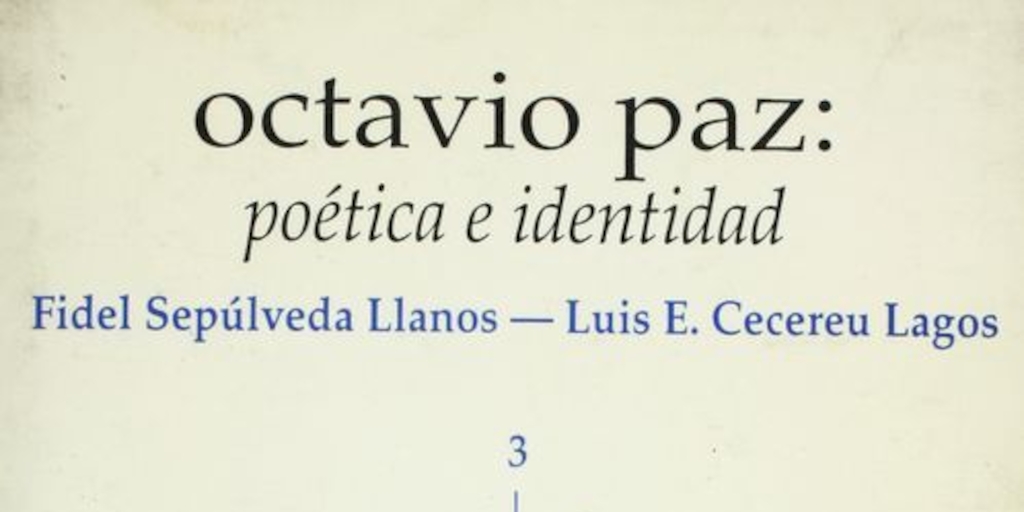 octavio paz:
poética e identidad
Fidel Sepúlveda Llanos — Luis E. Cecereu Lagos
3